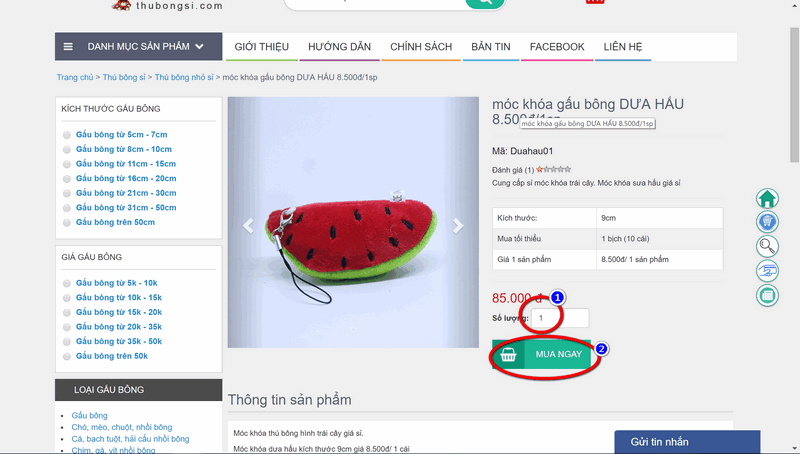 thubongsi.com
DANH MỤC SẢN PHẨM
GIỚI THIỆU
HƯỚNG DẪN
CHÍNH SÁCH
BẢN TIN
FACEBOOK
LIÊN HỆ
Trang chủ > Thú bông sỉ > Thú bông nhỏ sỉ > móc khóa gấu bông DƯA HẤU 8.500đ/1sp
KÍCH THƯỚC GẤU BÔNG
Gấu bông từ 5cm - 7cm
Gấu bông từ 8cm - 10cm
Gấu bông từ 11cm - 15cm
Gấu bông từ 16cm - 20cm
Gấu bông từ 21cm - 30cm
Gấu bông từ 31cm - 50cm
Gấu bông trên 50cm
GIÁ GẤU BÔNG
Gấu bông từ 5k - 10k
Gấu bông từ 10k - 15k
Gấu bông từ 15k - 20k
Gấu bông từ 20k - 35k
Gấu bông từ 35k - 50k
Gấu bông trên 50k
LOẠI GẤU BÔNG
Gấu bông
Chó, mèo, chuột, nhồi bông
Cá, bạch tuột, hải cẩu nhồi bông
Chim, gà, vịt nhồi bông
móc khóa gấu bông DƯA HẤU
8.500đ/1sp
móc khóa gấu bông DƯA HẤU 8.500đ/1sp
Mã: Duahau01
Đánh giá (1)
Cung cấp sỉ móc khóa trái cây. Móc khóa sưa hấu giá sỉ
Kích thước: 9cm
Mua tối thiểu 1 bịch (10 cái)
Giá 1 sản phẩm 8.500đ/ 1 sản phẩm
85.000 đ 1
Số lượng: 1
MUA NGAY 2
Thông tin sản phẩm
Móc khóa thú bông hình trái cây giá sỉ.
Móc khóa dưa hấu kích thước 9cm giá 8.500đ/ 1 cái
Gửi tin nhắn